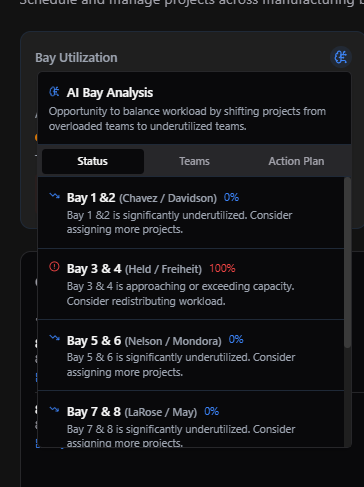 Schedule and manage projects across manufacturing
Bay Utilization
AI Bay Analysis
Opportunity to balance workload by shifting projects from
overloaded teams to underutilized teams.
Status Teams Action Plan
Bay 1 &2 (Chavez / Davidson) 0%
Bay 1 &2 is significantly underutilized. Consider
assigning more projects.
Bay 3 & 4 (Held / Freiheit) 100%
Bay 3 & 4 is approaching or exceeding capacity.
Consider redistributing workload.
Bay 5 & 6 (Nelson / Mondora) 0%
Bay 5 & 6 is significantly underutilized. Consider
assigning more projects.
Bay 7 & 8 (LaRose / May) 0%
Bay 7 & 8 is significantly underutilized. Consider
assigning more projects.